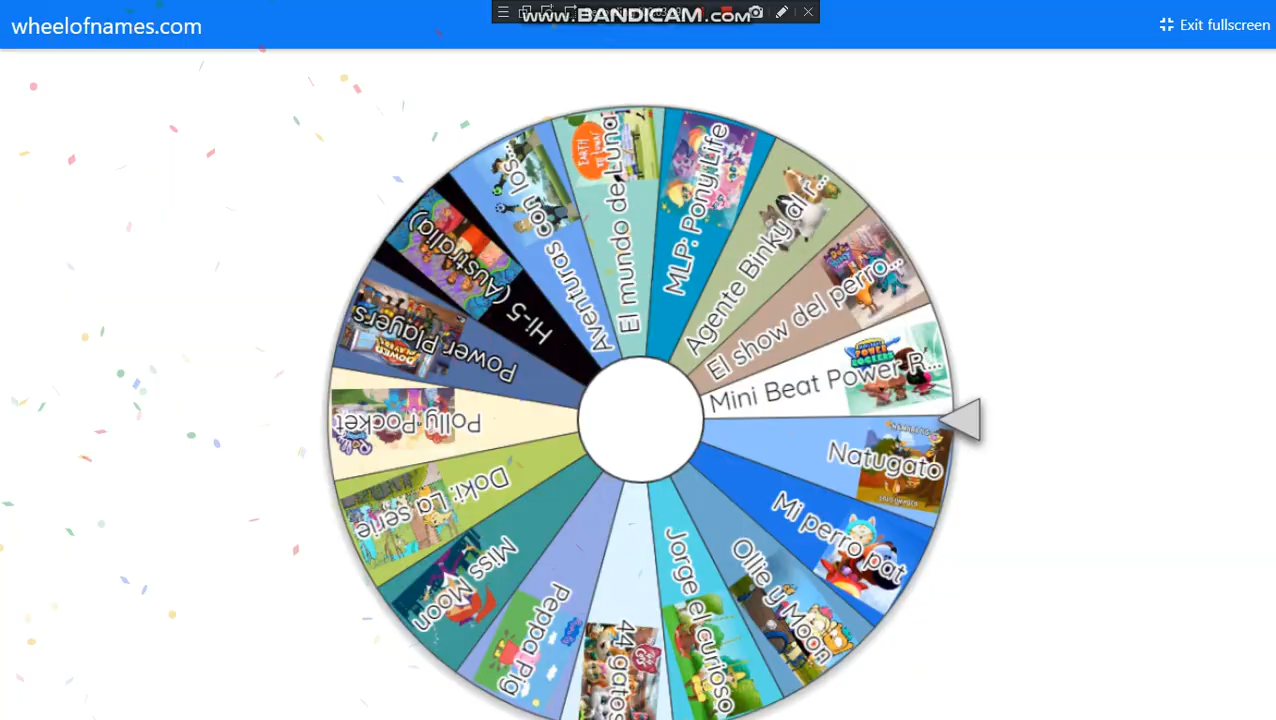 wheelofnames.com
www.BANDICAM.com
Exit fullscreen
El mundo de Luna
MLP: Pony Life
Agente Binky al r...
El show del perro...
Mini Beat Power R...
Natugato
Mi perro pat
Ollie y Moon
Jorge el curioso
44 gatos
Peppa Pig
Miss Moon
Doki: La serie
Polly Pocket
Power Players
Hi-5 (Australia)
Aventuras con los...